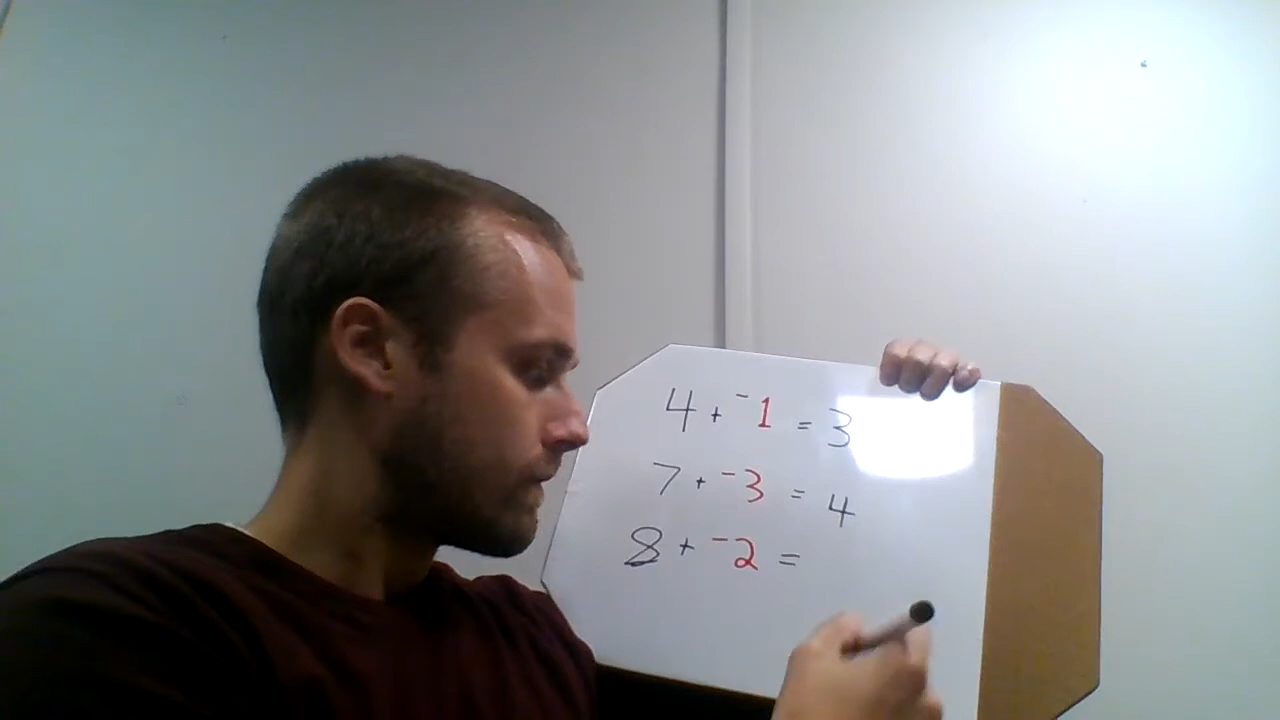 4 + ⁻1 = 3
7 + ⁻3 = 4
8 + ⁻2 =